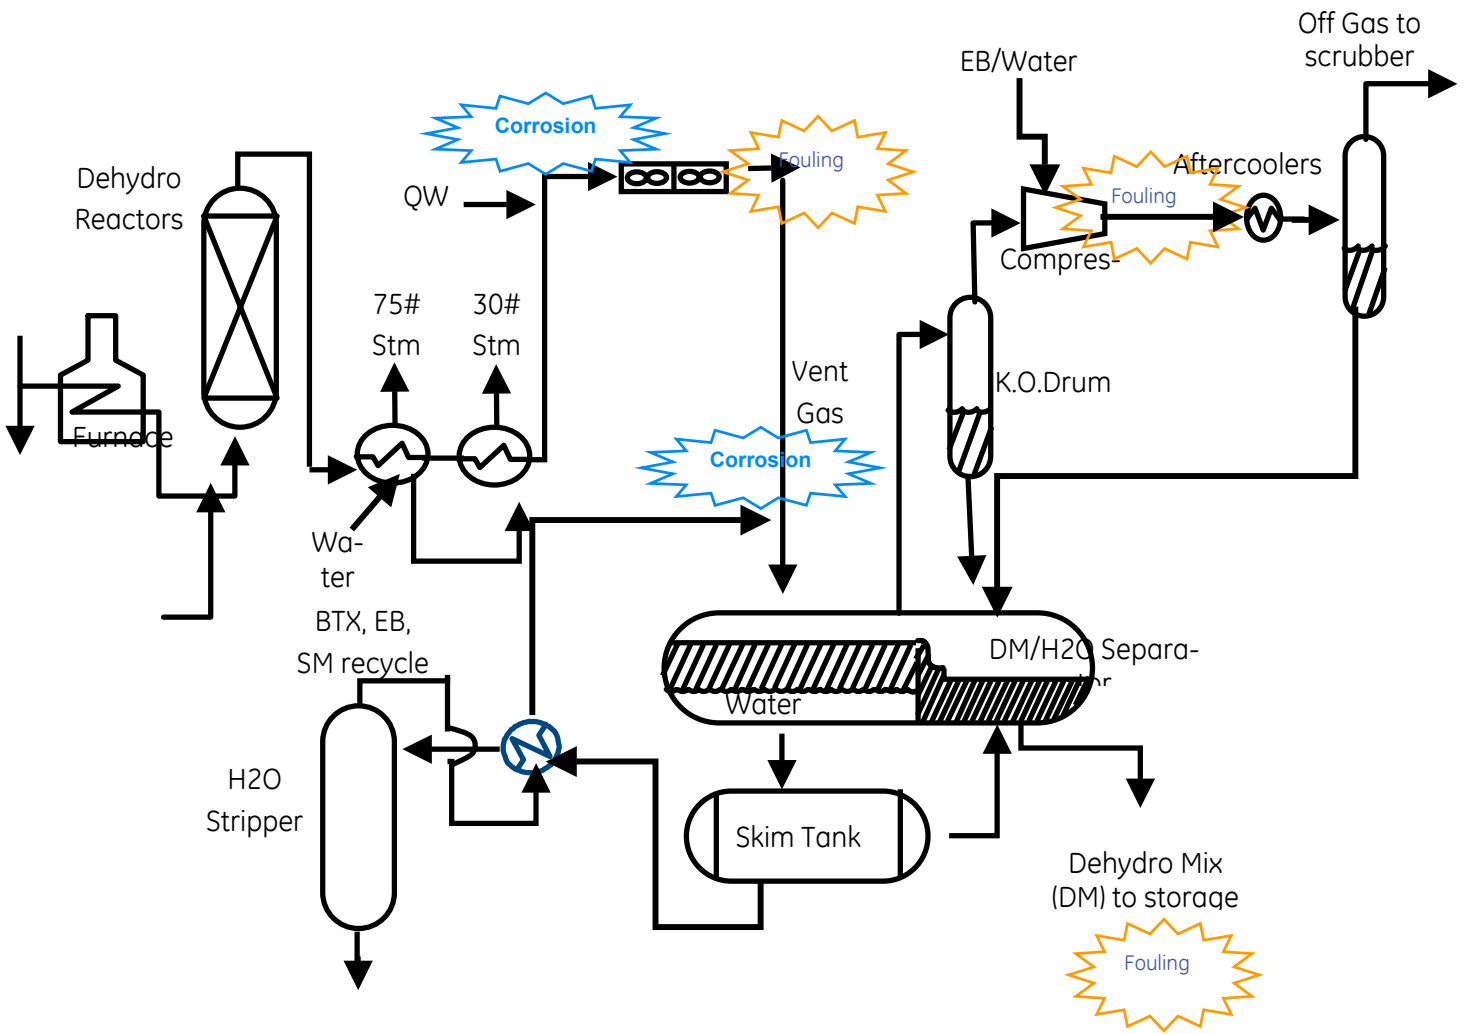 Off Gas to
scrubber
EB/Water
Corrosion
Fouling
Aftercoolers
Dehydro
Reactors
QW
Fouling
Compres-
75#
Stm
30#
Stm
Vent
Gas
K.O.Drum
Furnace
Corrosion
Wa-
ter
BTX, EB,
SM recycle
DM/H2O Separa-
Water
H2O
Stripper
Skim Tank
Dehydro Mix
(DM) to storage
Fouling